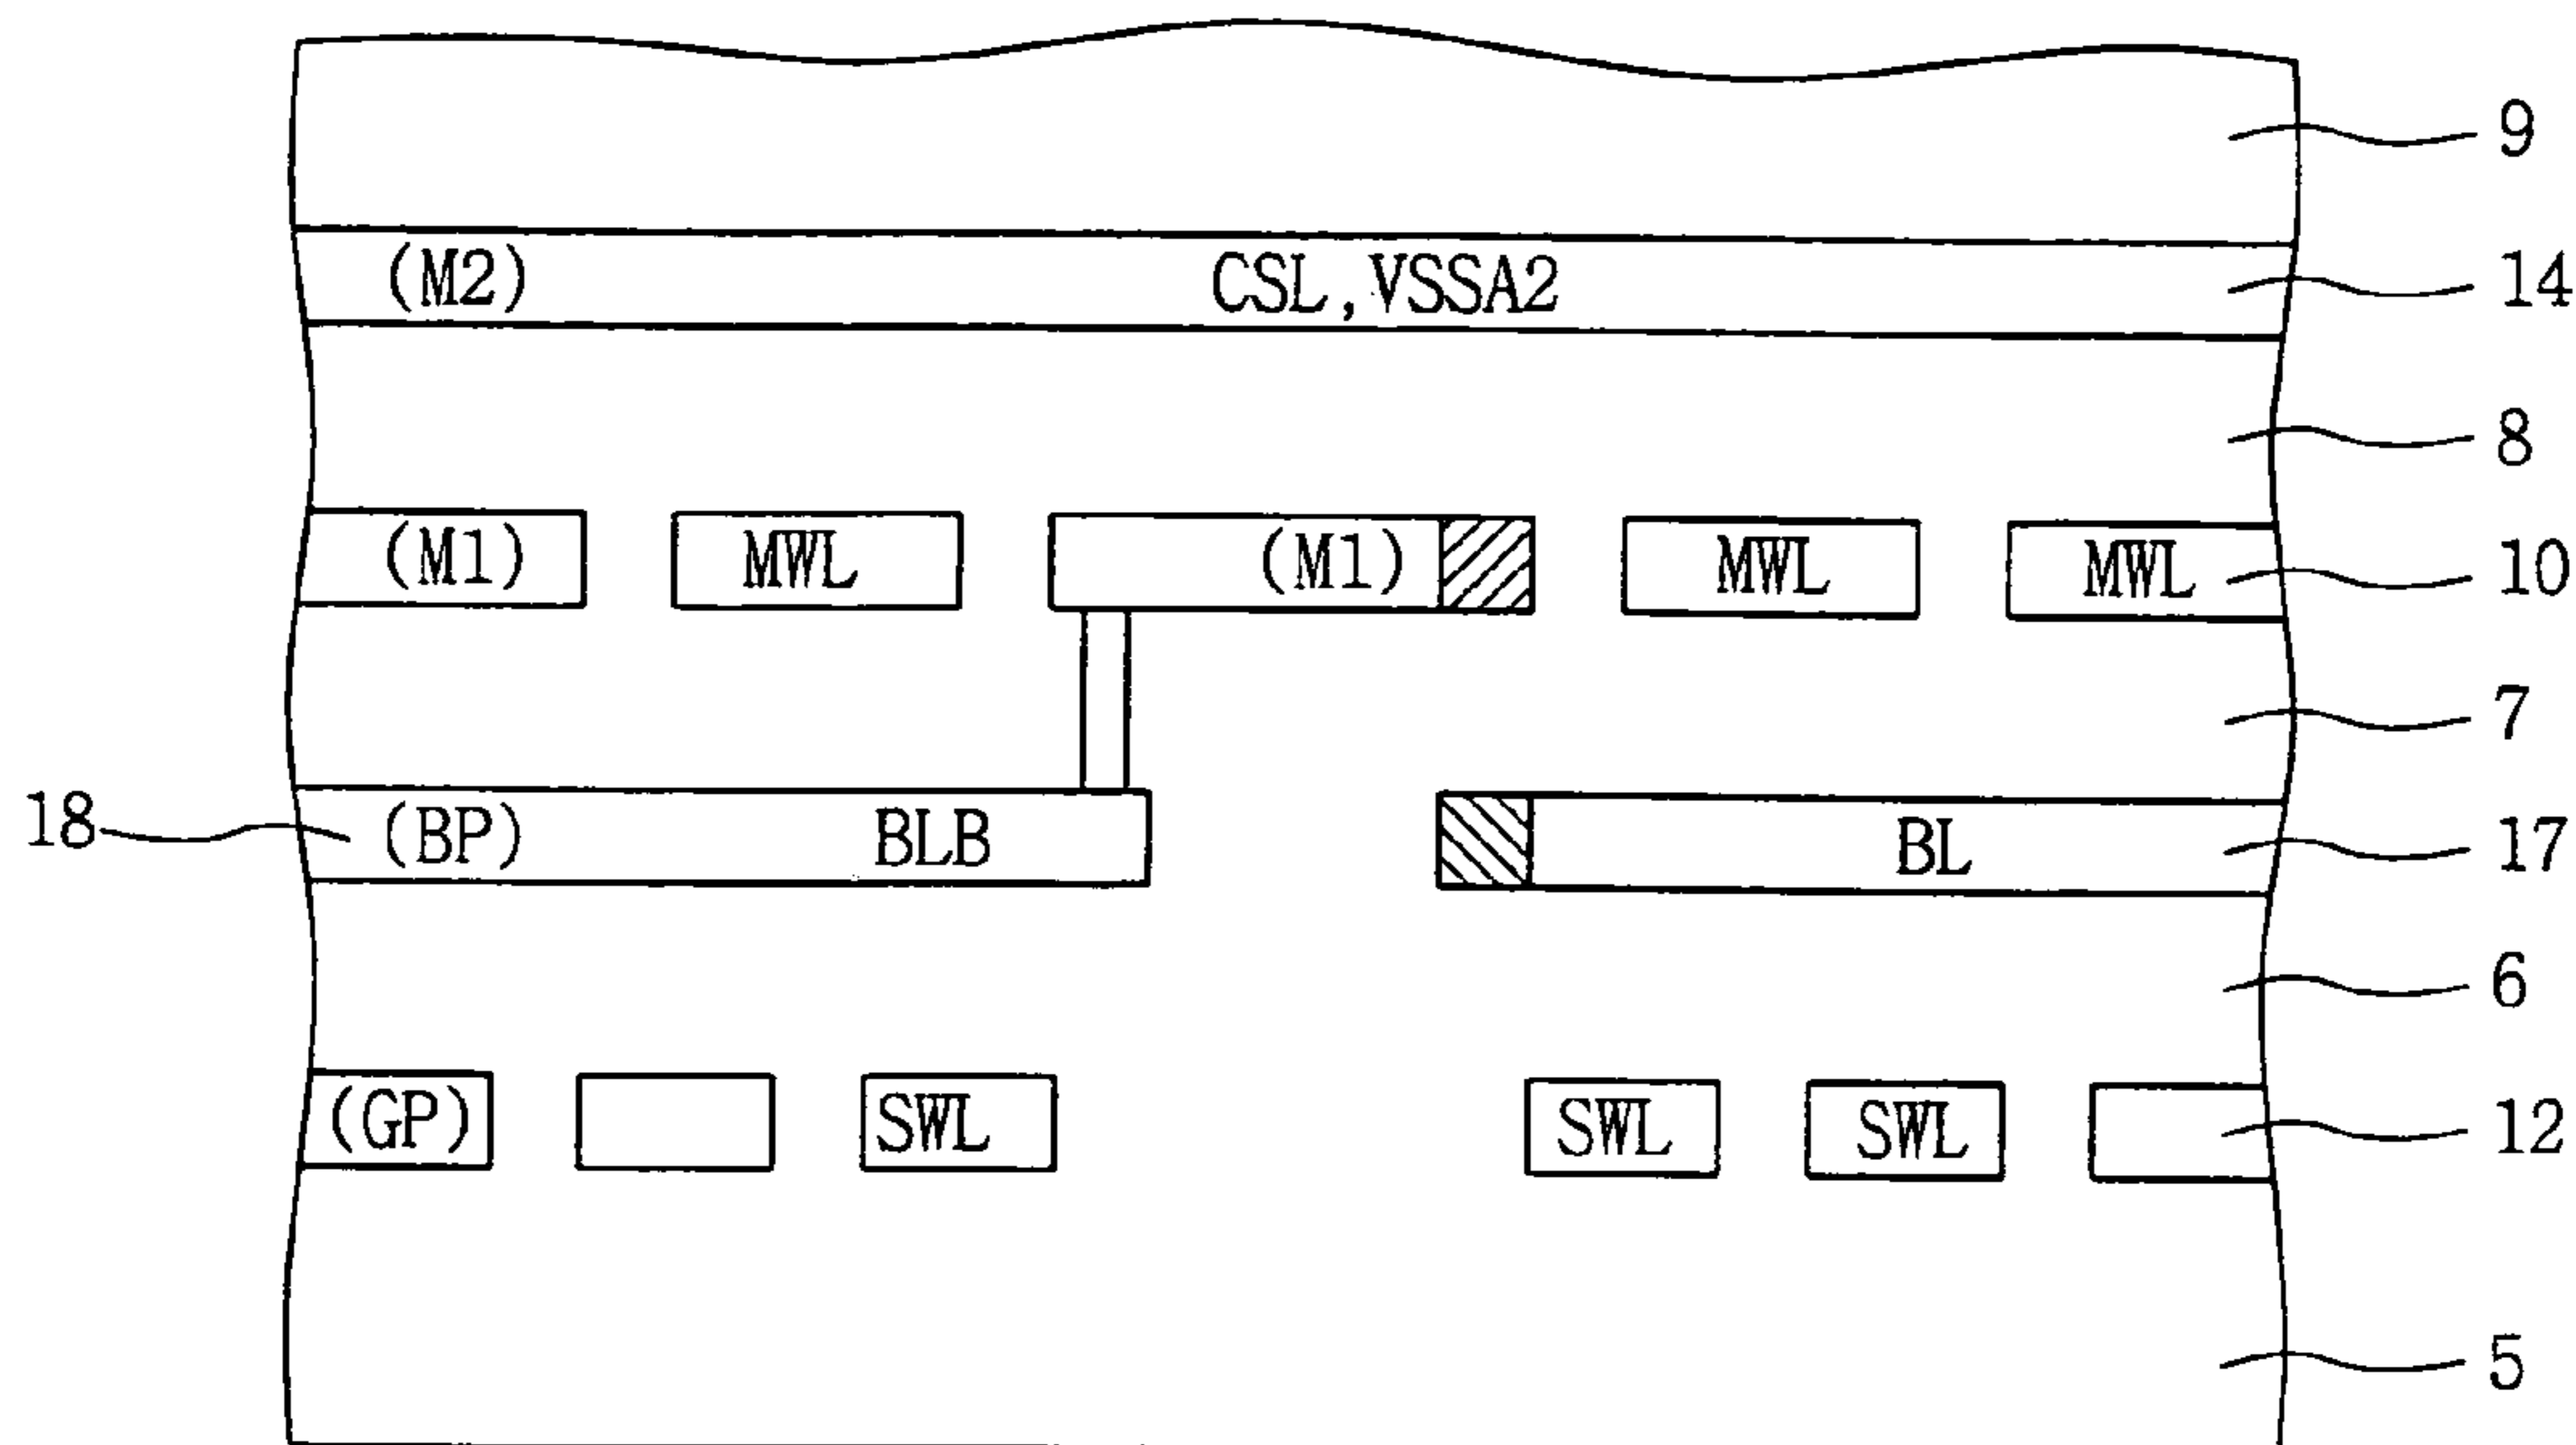 9
(M2) CSL,VSSA2 14
8
(M1) MWL (M1) MWL MWL 10
7
18 (BP) BLB BL 17
6
(GP) SWL SWL SWL 12
5